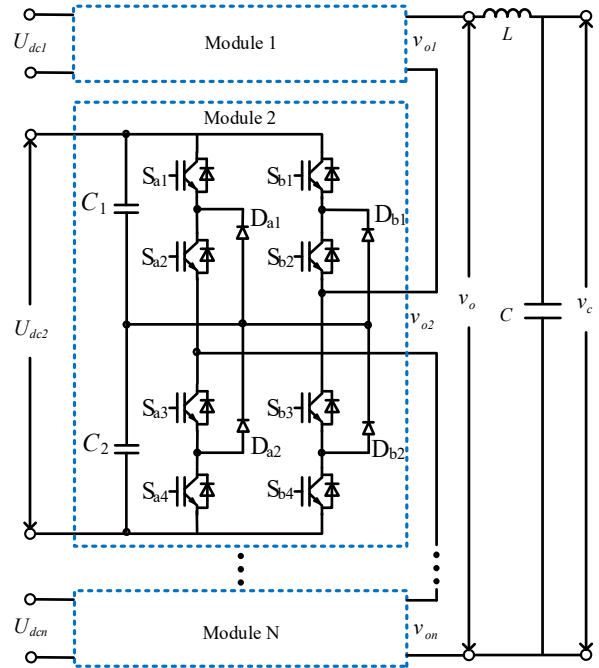 U_dc1
Module 1
v_o1
L
Module 2
S_a1
S_b1
C_1
D_a1
D_b1
S_a2
S_b2
U_dc2
v_o2
v_o
C
v_c
S_a3
S_b3
C_2
D_a2
D_b2
S_a4
S_b4
U_dcn
Module N
v_on